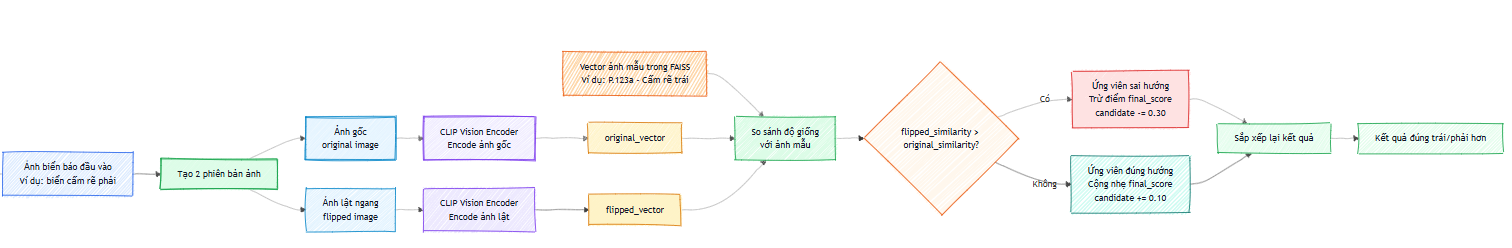 Ảnh biển báo đầu vào
Ví dụ: biển cấm rẽ phải
Tạo 2 phiên bản ảnh
Ảnh gốc
original image
Ảnh lật ngang
flipped image
CLIP Vision Encoder
Encode ảnh gốc
CLIP Vision Encoder
Encode ảnh lật
Vector ảnh mẫu trong FAISS
Ví dụ: P.123a - Cấm rẽ trái
original_vector
flipped_vector
So sánh độ giống
với ảnh mẫu
flipped_similarity >
original_similarity?
Có
Không
Ứng viên sai hướng
Trừ điểm final_score
candidate -= 0.30
Ứng viên đúng hướng
Cộng nhẹ final_score
candidate += 0.10
Sắp xếp lại kết quả
Kết quả đúng trái/phải hơn